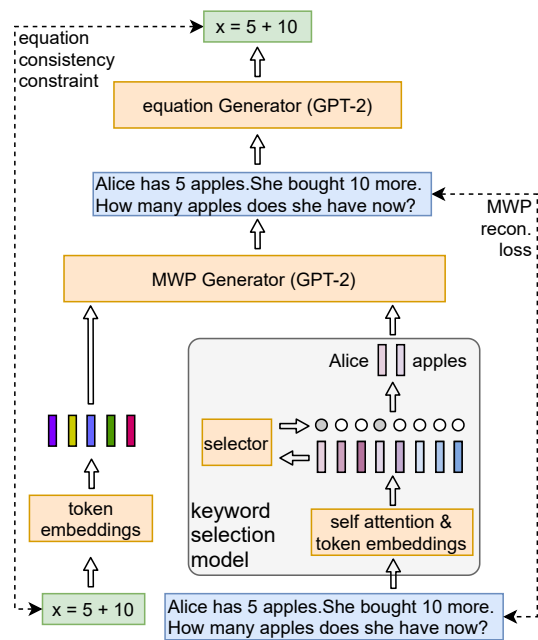 x = 5 + 10
equation
consistency
constraint
equation Generator (GPT-2)
Alice has 5 apples.She bought 10 more.
How many apples does she have now?
MWP
recon.
loss
MWP Generator (GPT-2)
Alice
apples
selector
token
embeddings
keyword
selection
model
self attention &
token embeddings
x = 5 + 10
Alice has 5 apples.She bought 10 more.
How many apples does she have now?